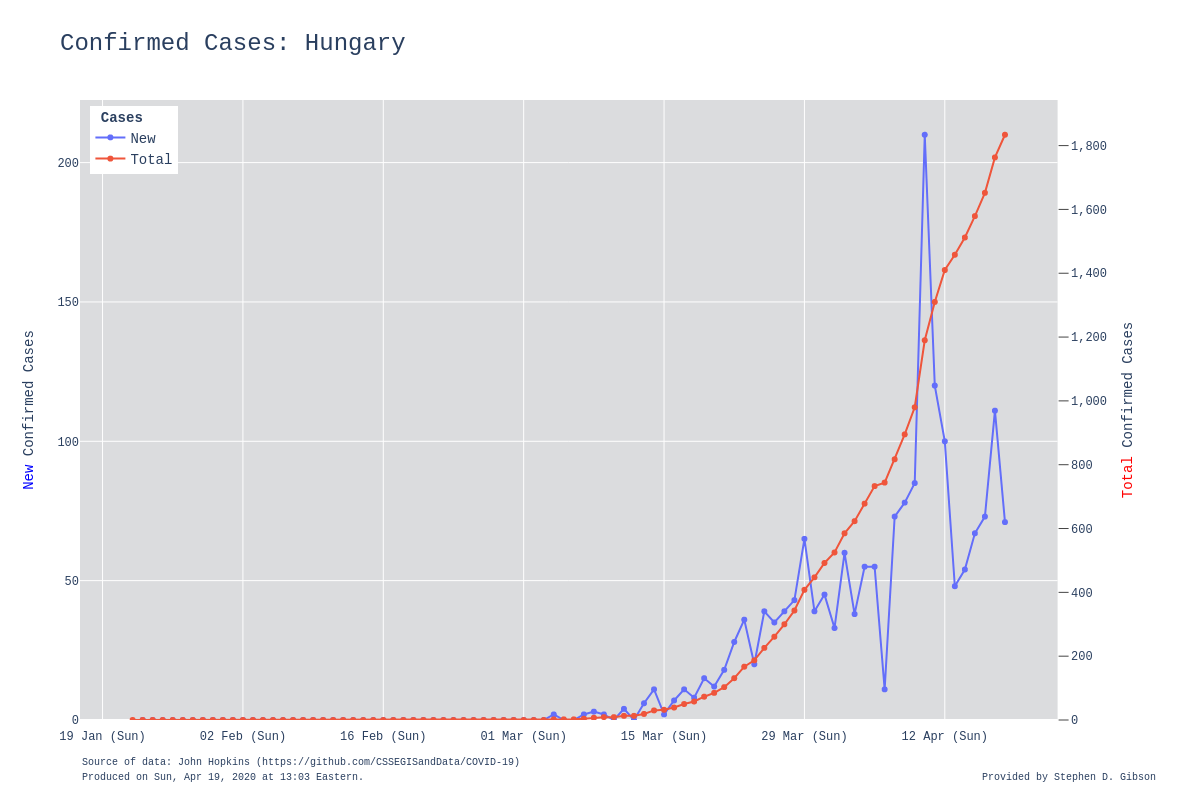 Confirmed Cases: Hungary
Cases
New
Total
200
150
100
50
0
New Confirmed Cases
1,800
1,600
1,400
1,200
1,000
800
600
400
200
0
Total Confirmed Cases
19 Jan (Sun) 02 Feb (Sun) 16 Feb (Sun) 01 Mar (Sun) 15 Mar (Sun) 29 Mar (Sun) 12 Apr (Sun)
Source of data: John Hopkins (https://github.com/CSSEGISandData/COVID-19)
Produced on Sun, Apr 19, 2020 at 13:03 Eastern.
Provided by Stephen D. Gibson